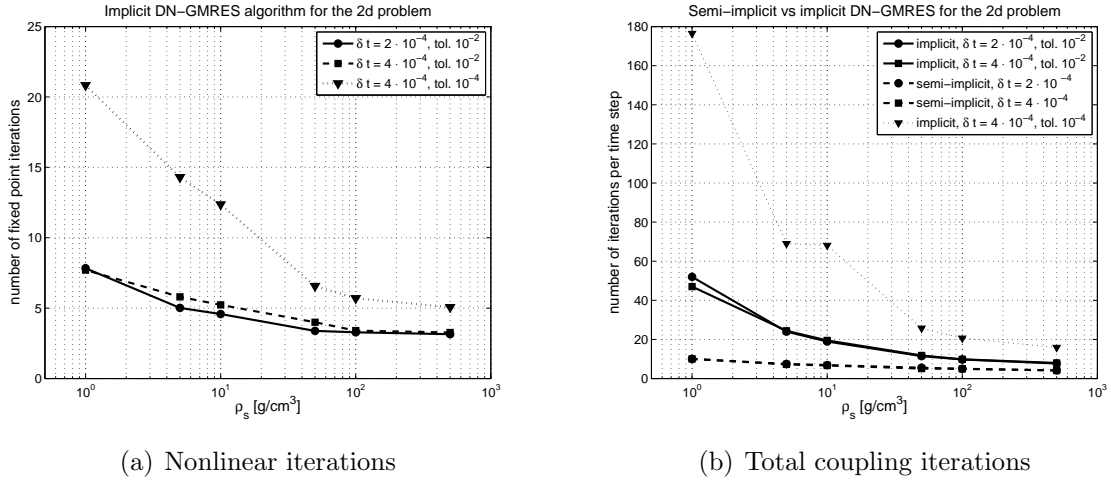 Implicit DN−GMRES algorithm for the 2d problem
number of fixed point iterations
25
20
15
10
5
0
δ t = 2 · 10⁻⁴, tol. 10⁻²
δ t = 4 · 10⁻⁴, tol. 10⁻²
δ t = 4 · 10⁻⁴, tol. 10⁻⁴
10⁰ 10¹ 10² 10³
ρₛ [g/cm³]
(a) Nonlinear iterations
Semi−implicit vs implicit DN−GMRES for the 2d problem
number of iterations per time step
180
160
140
120
100
80
60
40
20
0
implicit, δ t = 2 · 10⁻⁴, tol. 10⁻²
implicit, δ t = 4 · 10⁻⁴, tol. 10⁻²
semi−implicit, δ t = 2 · 10⁻⁴
semi−implicit, δ t = 4 · 10⁻⁴
implicit, δ t = 4 · 10⁻⁴, tol. 10⁻⁴
10⁰ 10¹ 10² 10³
ρₛ [g/cm³]
(b) Total coupling iterations